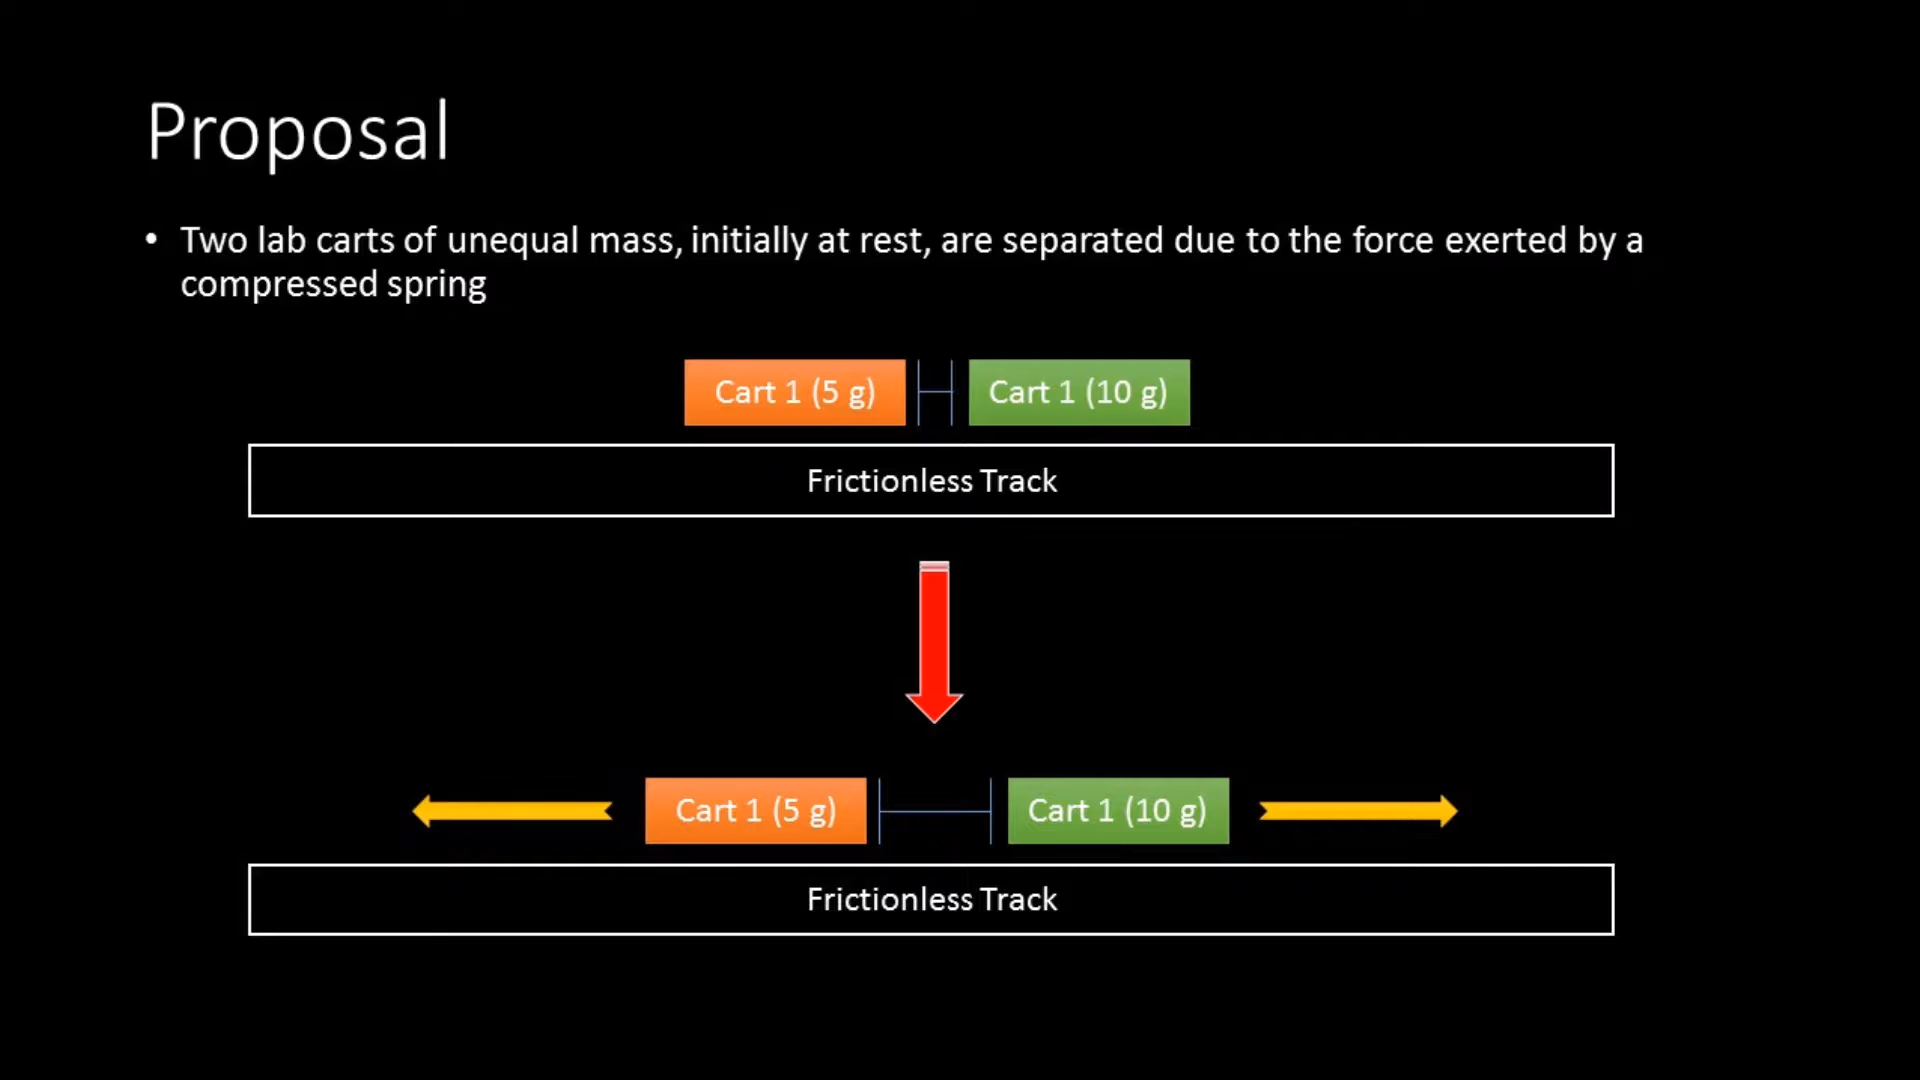 Proposal
• Two lab carts of unequal mass, initially at rest, are separated due to the force exerted by a
compressed spring
Cart 1 (5 g)
Cart 1 (10 g)
Frictionless Track
Cart 1 (5 g)
Cart 1 (10 g)
Frictionless Track